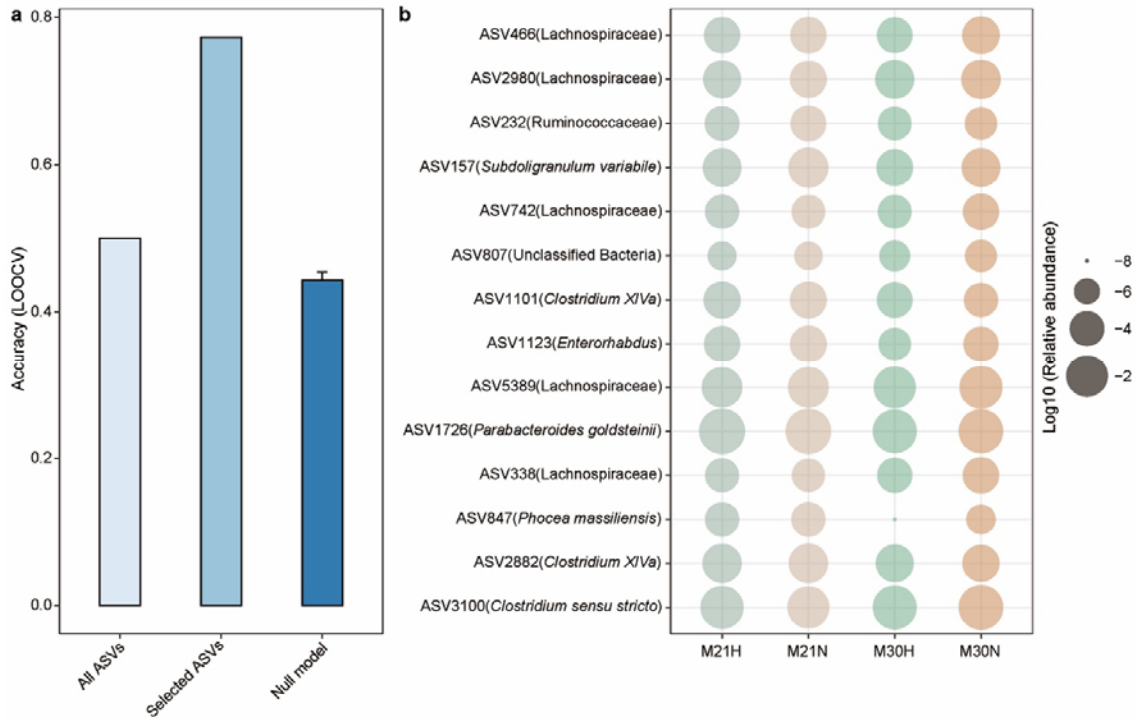 a
0.8
0.6
0.4
0.2
0.0
Accuracy (LOOCV)
All ASVs
Selected ASVs
Null model
b
ASV466(Lachnospiraceae)
ASV2980(Lachnospiraceae)
ASV232(Ruminococcaceae)
ASV157(Subdoligranulum variabile)
ASV742(Lachnospiraceae)
ASV807(Unclassified Bacteria)
ASV1101(Clostridium XIVa)
ASV1123(Enterorhabdus)
ASV5389(Lachnospiraceae)
ASV1726(Parabacteroides goldsteinii)
ASV338(Lachnospiraceae)
ASV847(Phocea massiliensis)
ASV2882(Clostridium XIVa)
ASV3100(Clostridium sensu stricto)
M21H
M21N
M30H
M30N
Log10 (Relative abundance)
−8
−6
−4
−2